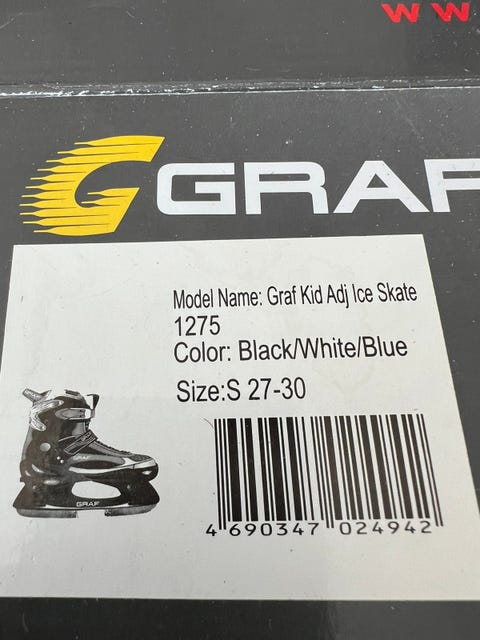 WW
GRAF
Model Name: Graf Kid Adj Ice Skate
1275
Color: Black/White/Blue
Size:S 27-30
GRAF
4 690347 024942